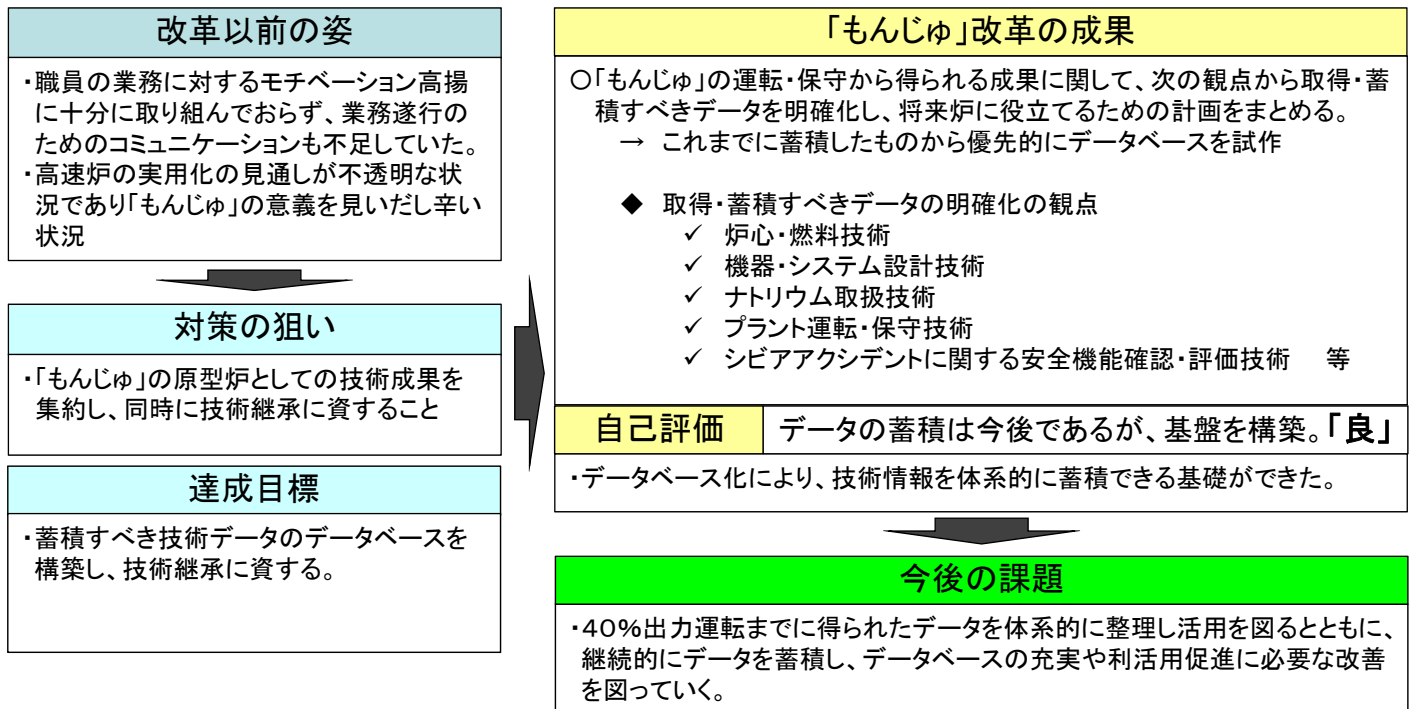 改革以前の姿
・職員の業務に対するモチベーション高揚
に十分に取り組んでおらず、業務遂行の
ためのコミュニケーションも不足していた。
・高速炉の実用化の見通しが不透明な状
況であり「もんじゅ」の意義を見いだし辛い
状況
対策の狙い
・「もんじゅ」の原型炉としての技術成果を
集約し、同時に技術継承に資すること
達成目標
・蓄積すべき技術データのデータベースを
構築し、技術継承に資する。
「もんじゅ」改革の成果
○「もんじゅ」の運転・保守から得られる成果に関して、次の観点から取得・蓄
積すべきデータを明確化し、将来炉に役立てるための計画をまとめる。
→ これまでに蓄積したものから優先的にデータベースを試作
◆ 取得・蓄積すべきデータの明確化の観点
✓ 炉心・燃料技術
✓ 機器・システム設計技術
✓ ナトリウム取扱技術
✓ プラント運転・保守技術
✓ シビアアクシデントに関する安全機能確認・評価技術 等
自己評価 データの蓄積は今後であるが、基盤を構築。「良」
・データベース化により、技術情報を体系的に蓄積できる基礎ができた。
今後の課題
・40%出力運転までに得られたデータを体系的に整理し活用を図るとともに、
継続的にデータを蓄積し、データベースの充実や利活用促進に必要な改善
を図っていく。